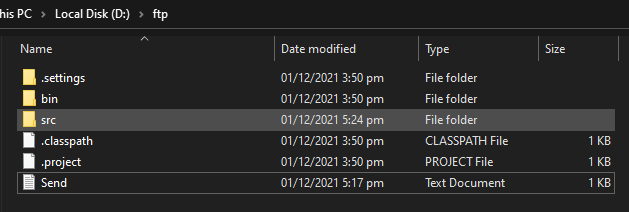 his PC > Local Disk (D:) > ftp
Name Date modified Type Size
.settings 01/12/2021 3:50 pm File folder
bin 01/12/2021 3:50 pm File folder
src 01/12/2021 5:24 pm File folder
.classpath 01/12/2021 3:50 pm CLASSPATH File 1 KB
.project 01/12/2021 3:50 pm PROJECT File 1 KB
Send 01/12/2021 5:17 pm Text Document 1 KB